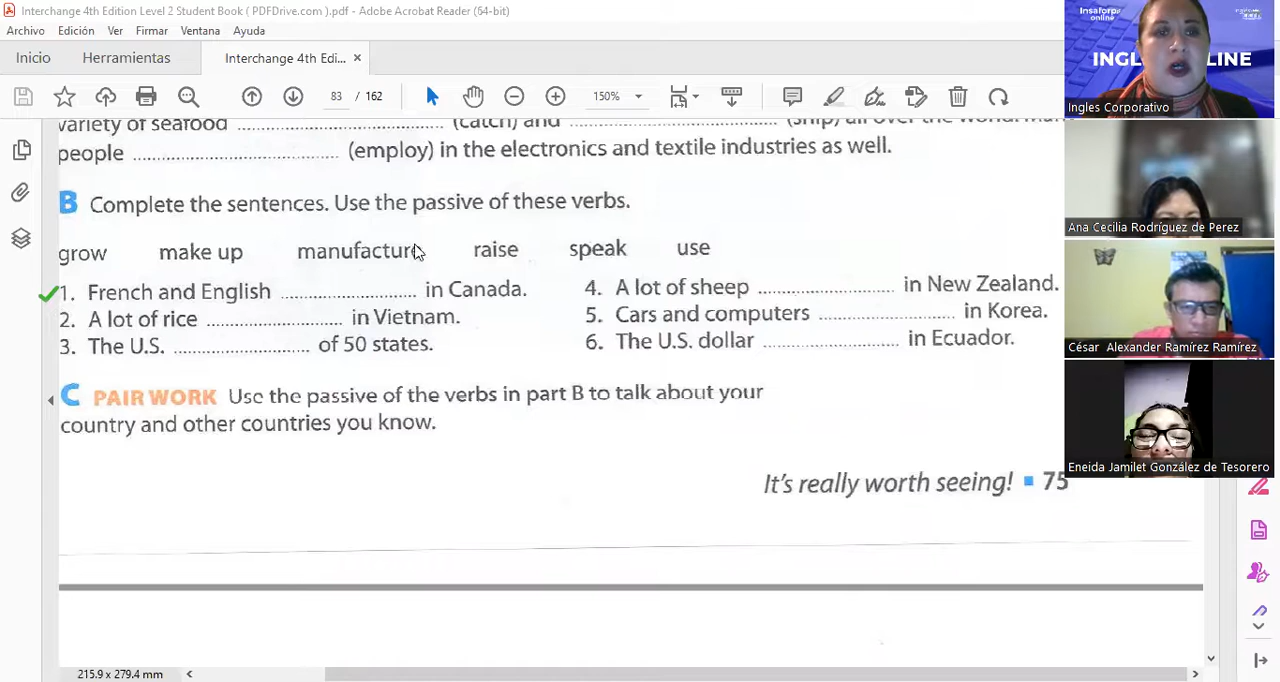 Interchange 4th Edition Level 2 Student Book ( PDFDrive.com ).pdf - Adobe Acrobat Reader (64-bit)
Archivo Edición Ver Firmar Ventana Ayuda
Inicio Herramientas Interchange 4th Edi... ×
83 / 162 150%
variety of seafood ........................ (catch) and ........................ (ship) all over the world.
people ........................ (employ) in the electronics and textile industries as well.
B Complete the sentences. Use the passive of these verbs.
grow make up manufacture raise speak use
1. French and English ................ in Canada.
2. A lot of rice ................ in Vietnam.
3. The U.S. ................ of 50 states.
4. A lot of sheep ................ in New Zealand.
5. Cars and computers ................ in Korea.
6. The U.S. dollar ................ in Ecuador.
C PAIR WORK Use the passive of the verbs in part B to talk about your
country and other countries you know.
It's really worth seeing! ■ 75
215.9 x 279.4 mm
Insaforp
online
INGL LINE
Ingles Corporativo
Ana Cecilia Rodríguez de Perez
César Alexander Ramírez Ramírez
Eneida Jamilet González de Tesorero